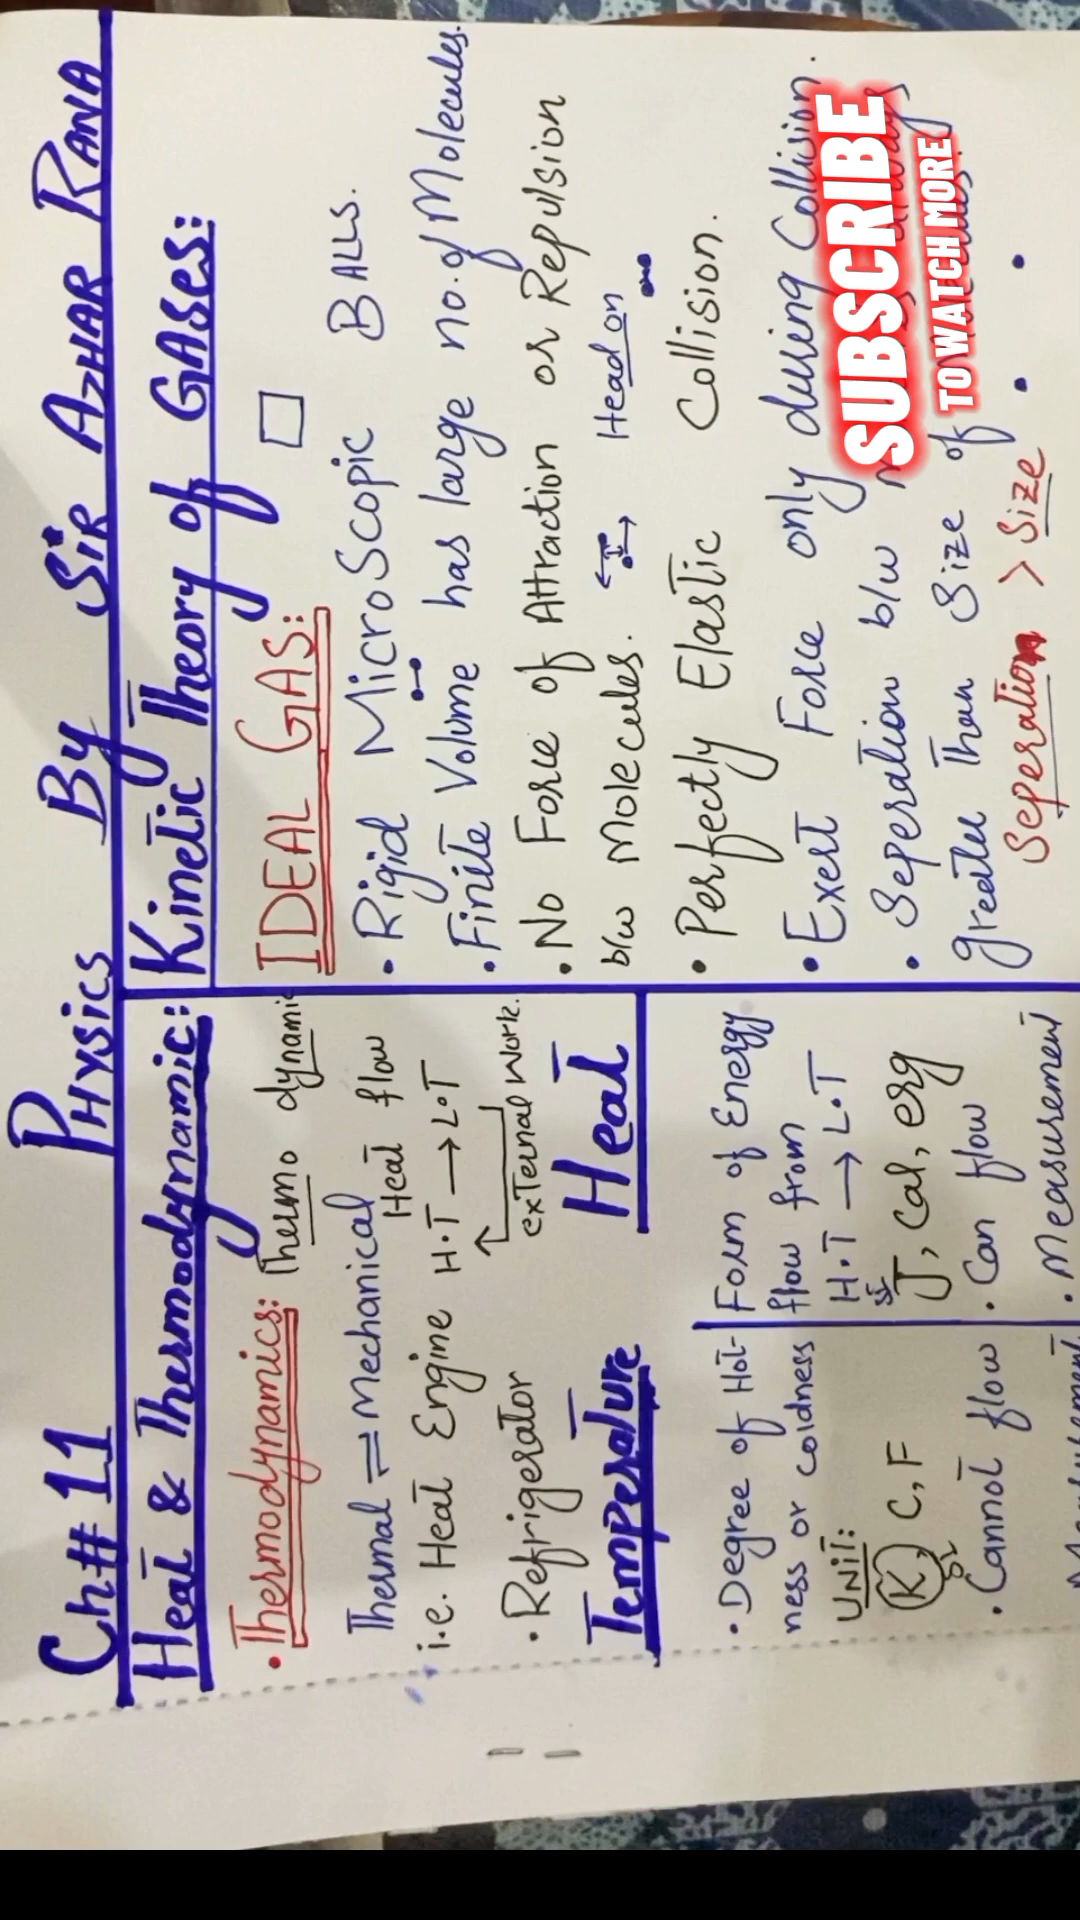 Ch# 11 Physics By Sir Azhar Rana
Heat & Thermodynamic:
• Thermodynamics: Thermo dynami
Thermal ⇌ Mechanical
Heat flow
i.e. Heat Engine H.T → L.T
• Refrigerator
external work.
Temperature Heat
• Degree of Hot-
ness or coldness
UNIT:
K, C, F
SI
• Cannot flow
Form of Energy
flow from
H.T → L.T
SI
J, Cal, erg
• Can flow
• Measurement
Kinetic Theory of GAses:
IDEAL GAS:
• Rigid MicroScopic BALLS.
• Finite Volume has large no. of Molecules.
• No Force of Attraction or Repulsion
b/w Molecules. Head on
• Perfectly Elastic Collision.
• Exert Force only during Collision.
• Seperation b/w
greater Than Size of
Seperation > Size
SUBSCRIBE
TO WATCH MORE